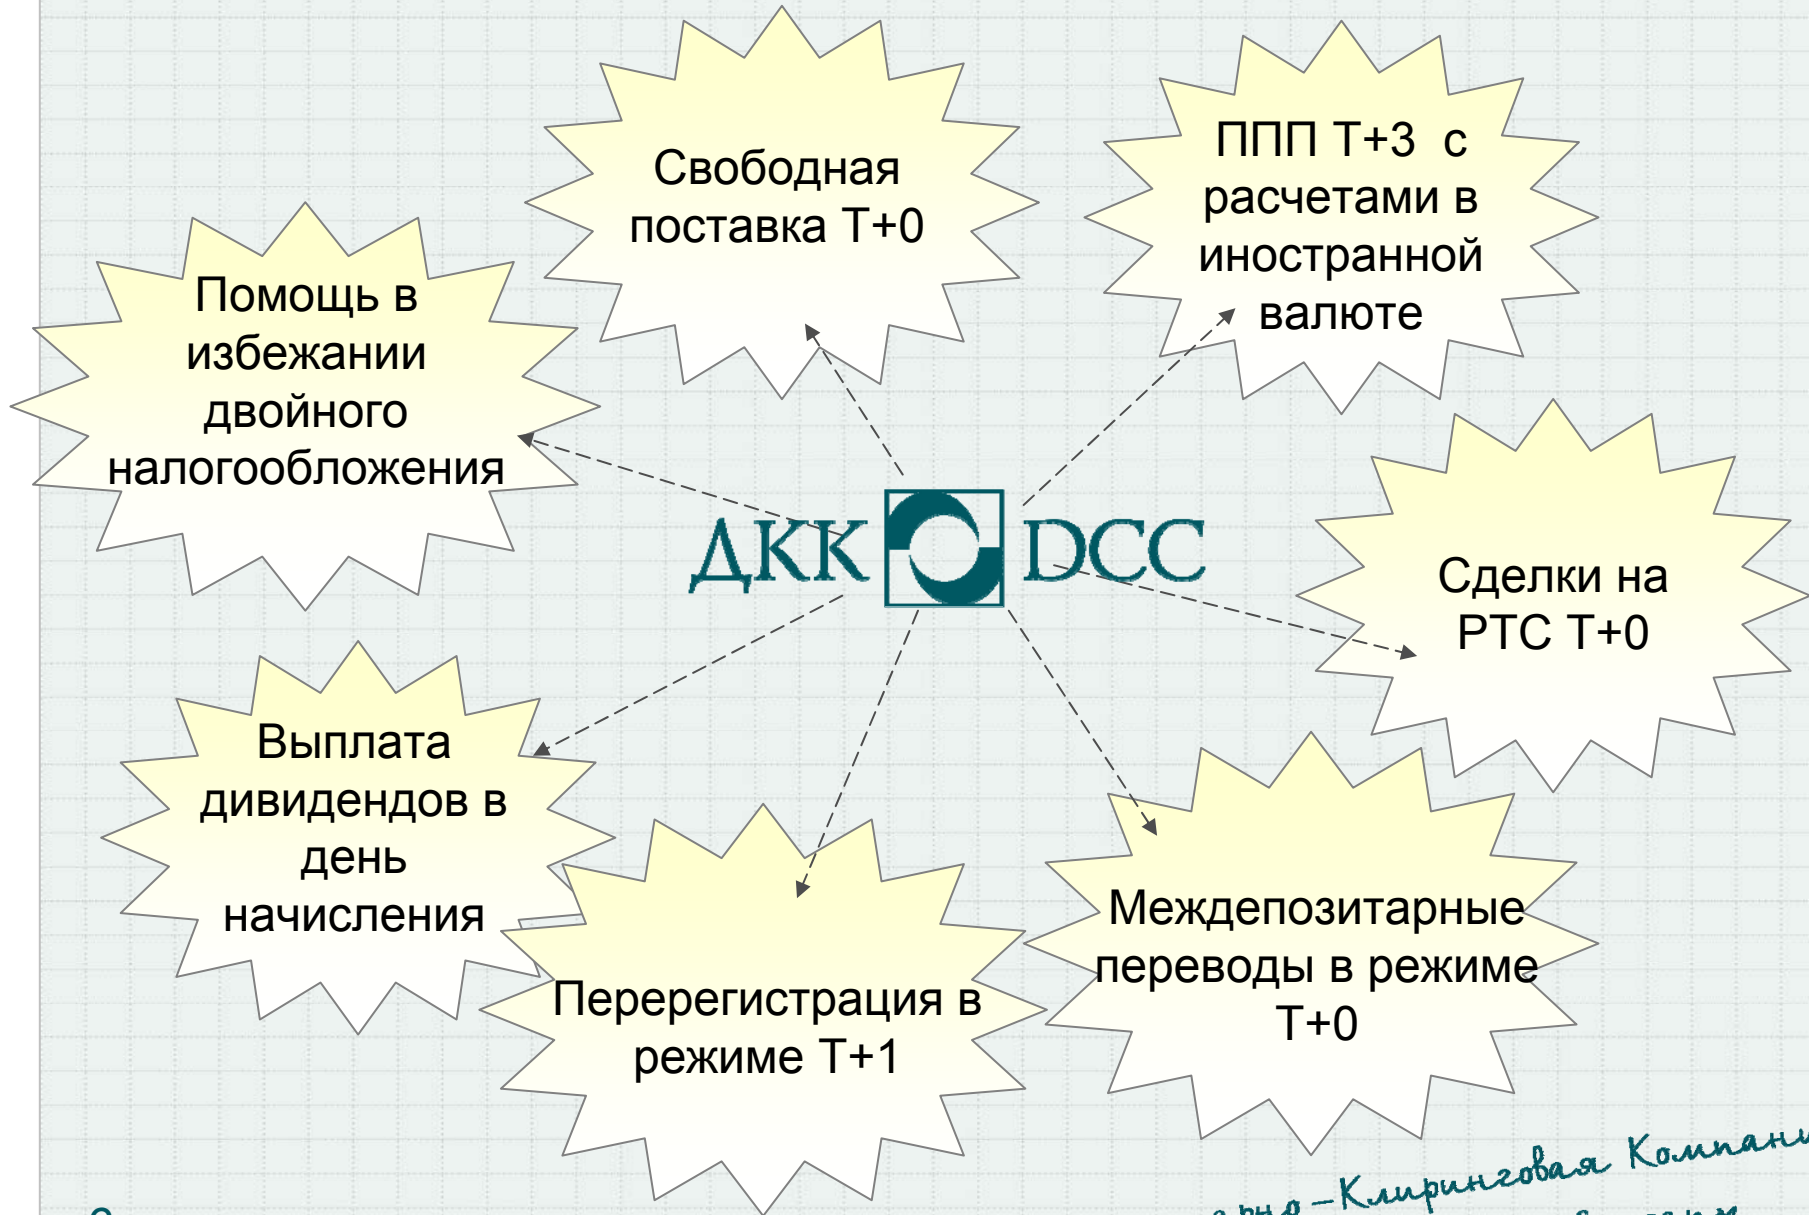 Свободная
поставка Т+0
ППП Т+3 с
расчетами в
иностранной
валюте
Помощь в
избежании
двойного
налогообложения
ДКК DCC
Сделки на
РТС Т+0
Выплата
дивидендов в
день
начисления
Междепозитарные
переводы в режиме
Т+0
Перерегистрация в
режиме Т+1
-Клиринговая